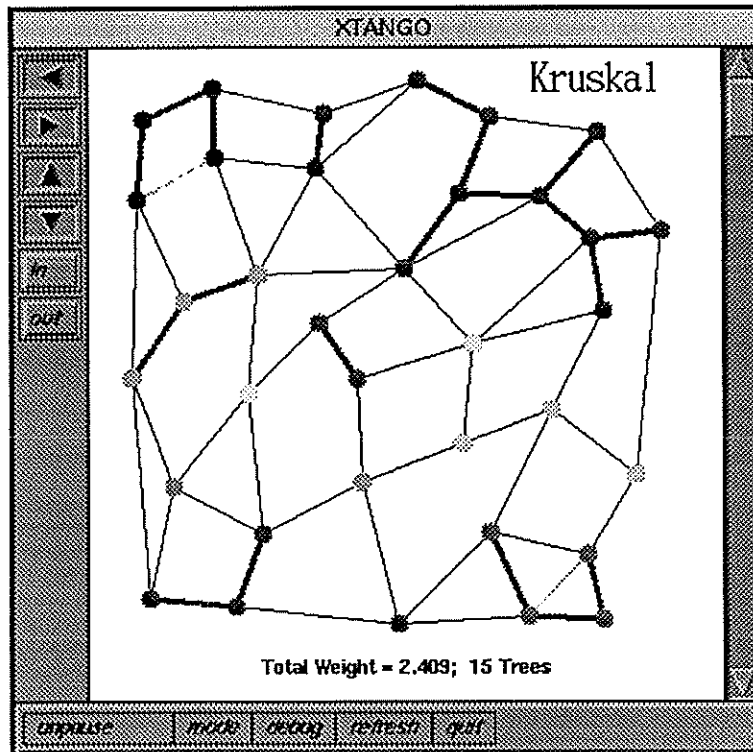 XTANGO
Kruskal
in
out
Total Weight = 2.409; 15 Trees
unpause mode debug refresh quit